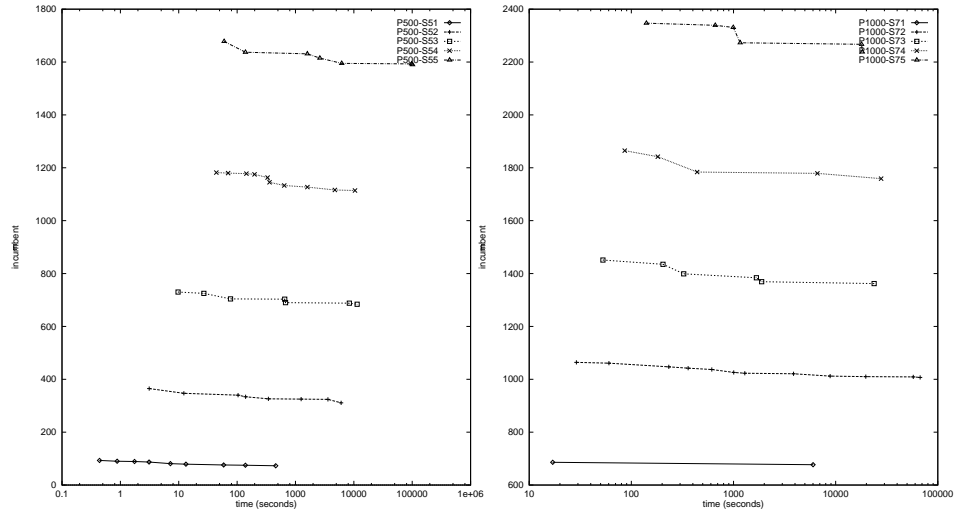 1800
1600
1400
1200
1000
800
600
400
200
0
0.1
1
10
100
1000
10000
100000
1e+06
incumbent
time (seconds)
P500-S51
P500-S52
P500-S53
P500-S54
P500-S55
2400
2200
2000
1800
1600
1400
1200
1000
800
600
10
100
1000
10000
100000
incumbent
time (seconds)
P1000-S71
P1000-S72
P1000-S73
P1000-S74
P1000-S75